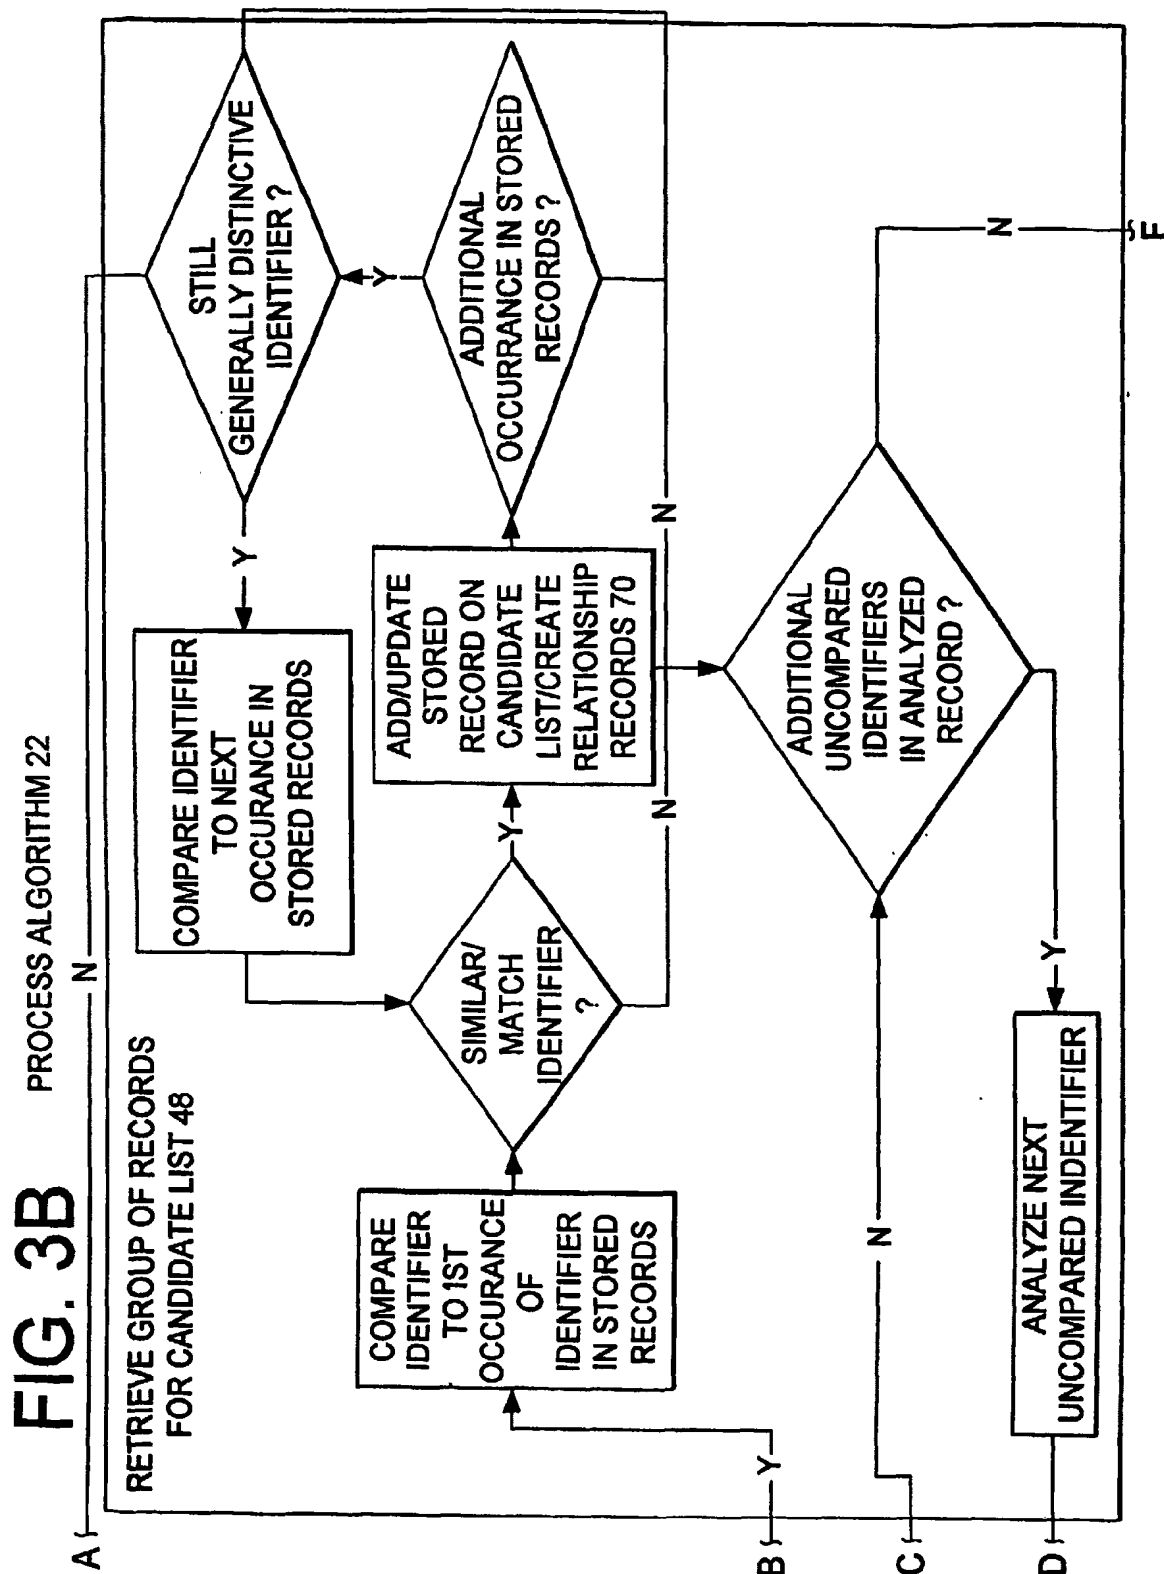 FIG. 3B
PROCESS ALGORITHM 22
A
N
RETRIEVE GROUP OF RECORDS
FOR CANDIDATE LIST 48
COMPARE IDENTIFIER
TO NEXT
OCCURANCE IN
STORED RECORDS
Y
STILL
GENERALLY DISTINCTIVE
IDENTIFIER ?
COMPARE
IDENTIFIER
TO 1ST
OCCURANCE
OF
IDENTIFIER
IN STORED
RECORDS
SIMILAR/
MATCH
IDENTIFIER
?
Y
ADD/UPDATE
STORED
RECORD ON
CANDIDATE
LIST/CREATE
RELATIONSHIP
RECORDS 70
ADDITIONAL
OCCURRANCE IN STORED
RECORDS ?
Y
N
N
B
Y
C
N
ADDITIONAL
UNCOMPARED
IDENTIFIERS
IN ANALYZED
RECORD ?
N
D
ANALYZE NEXT
UNCOMPARED INDENTIFIER
Y